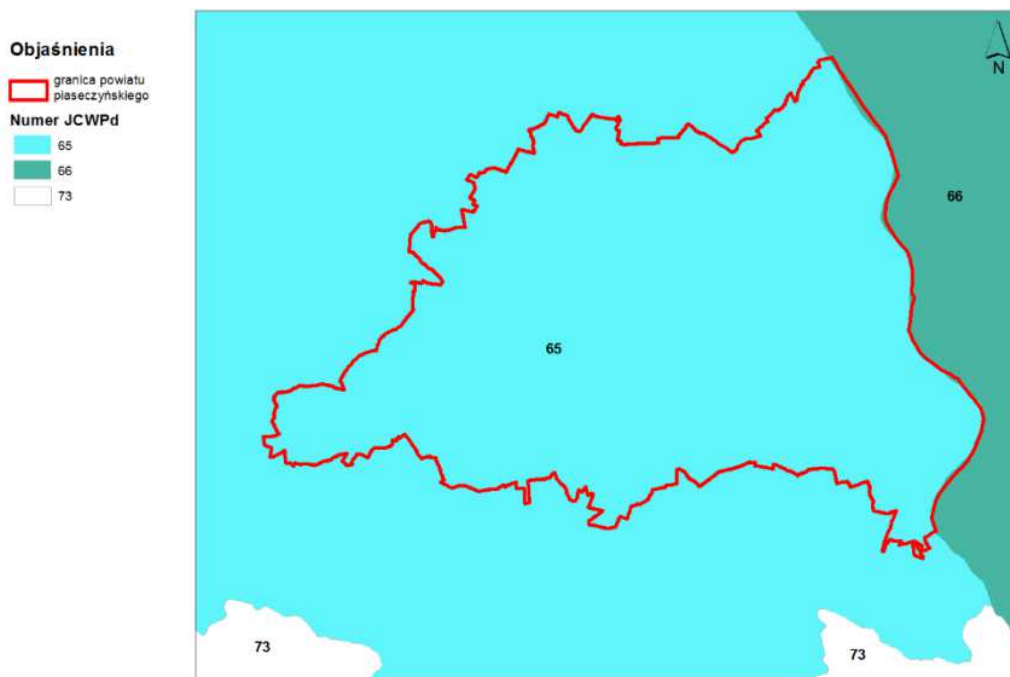 Objaśnienia
granica powiatu
piaseczyńskiego
Numer JCWPd
65
66
73
N
66
65
73
73